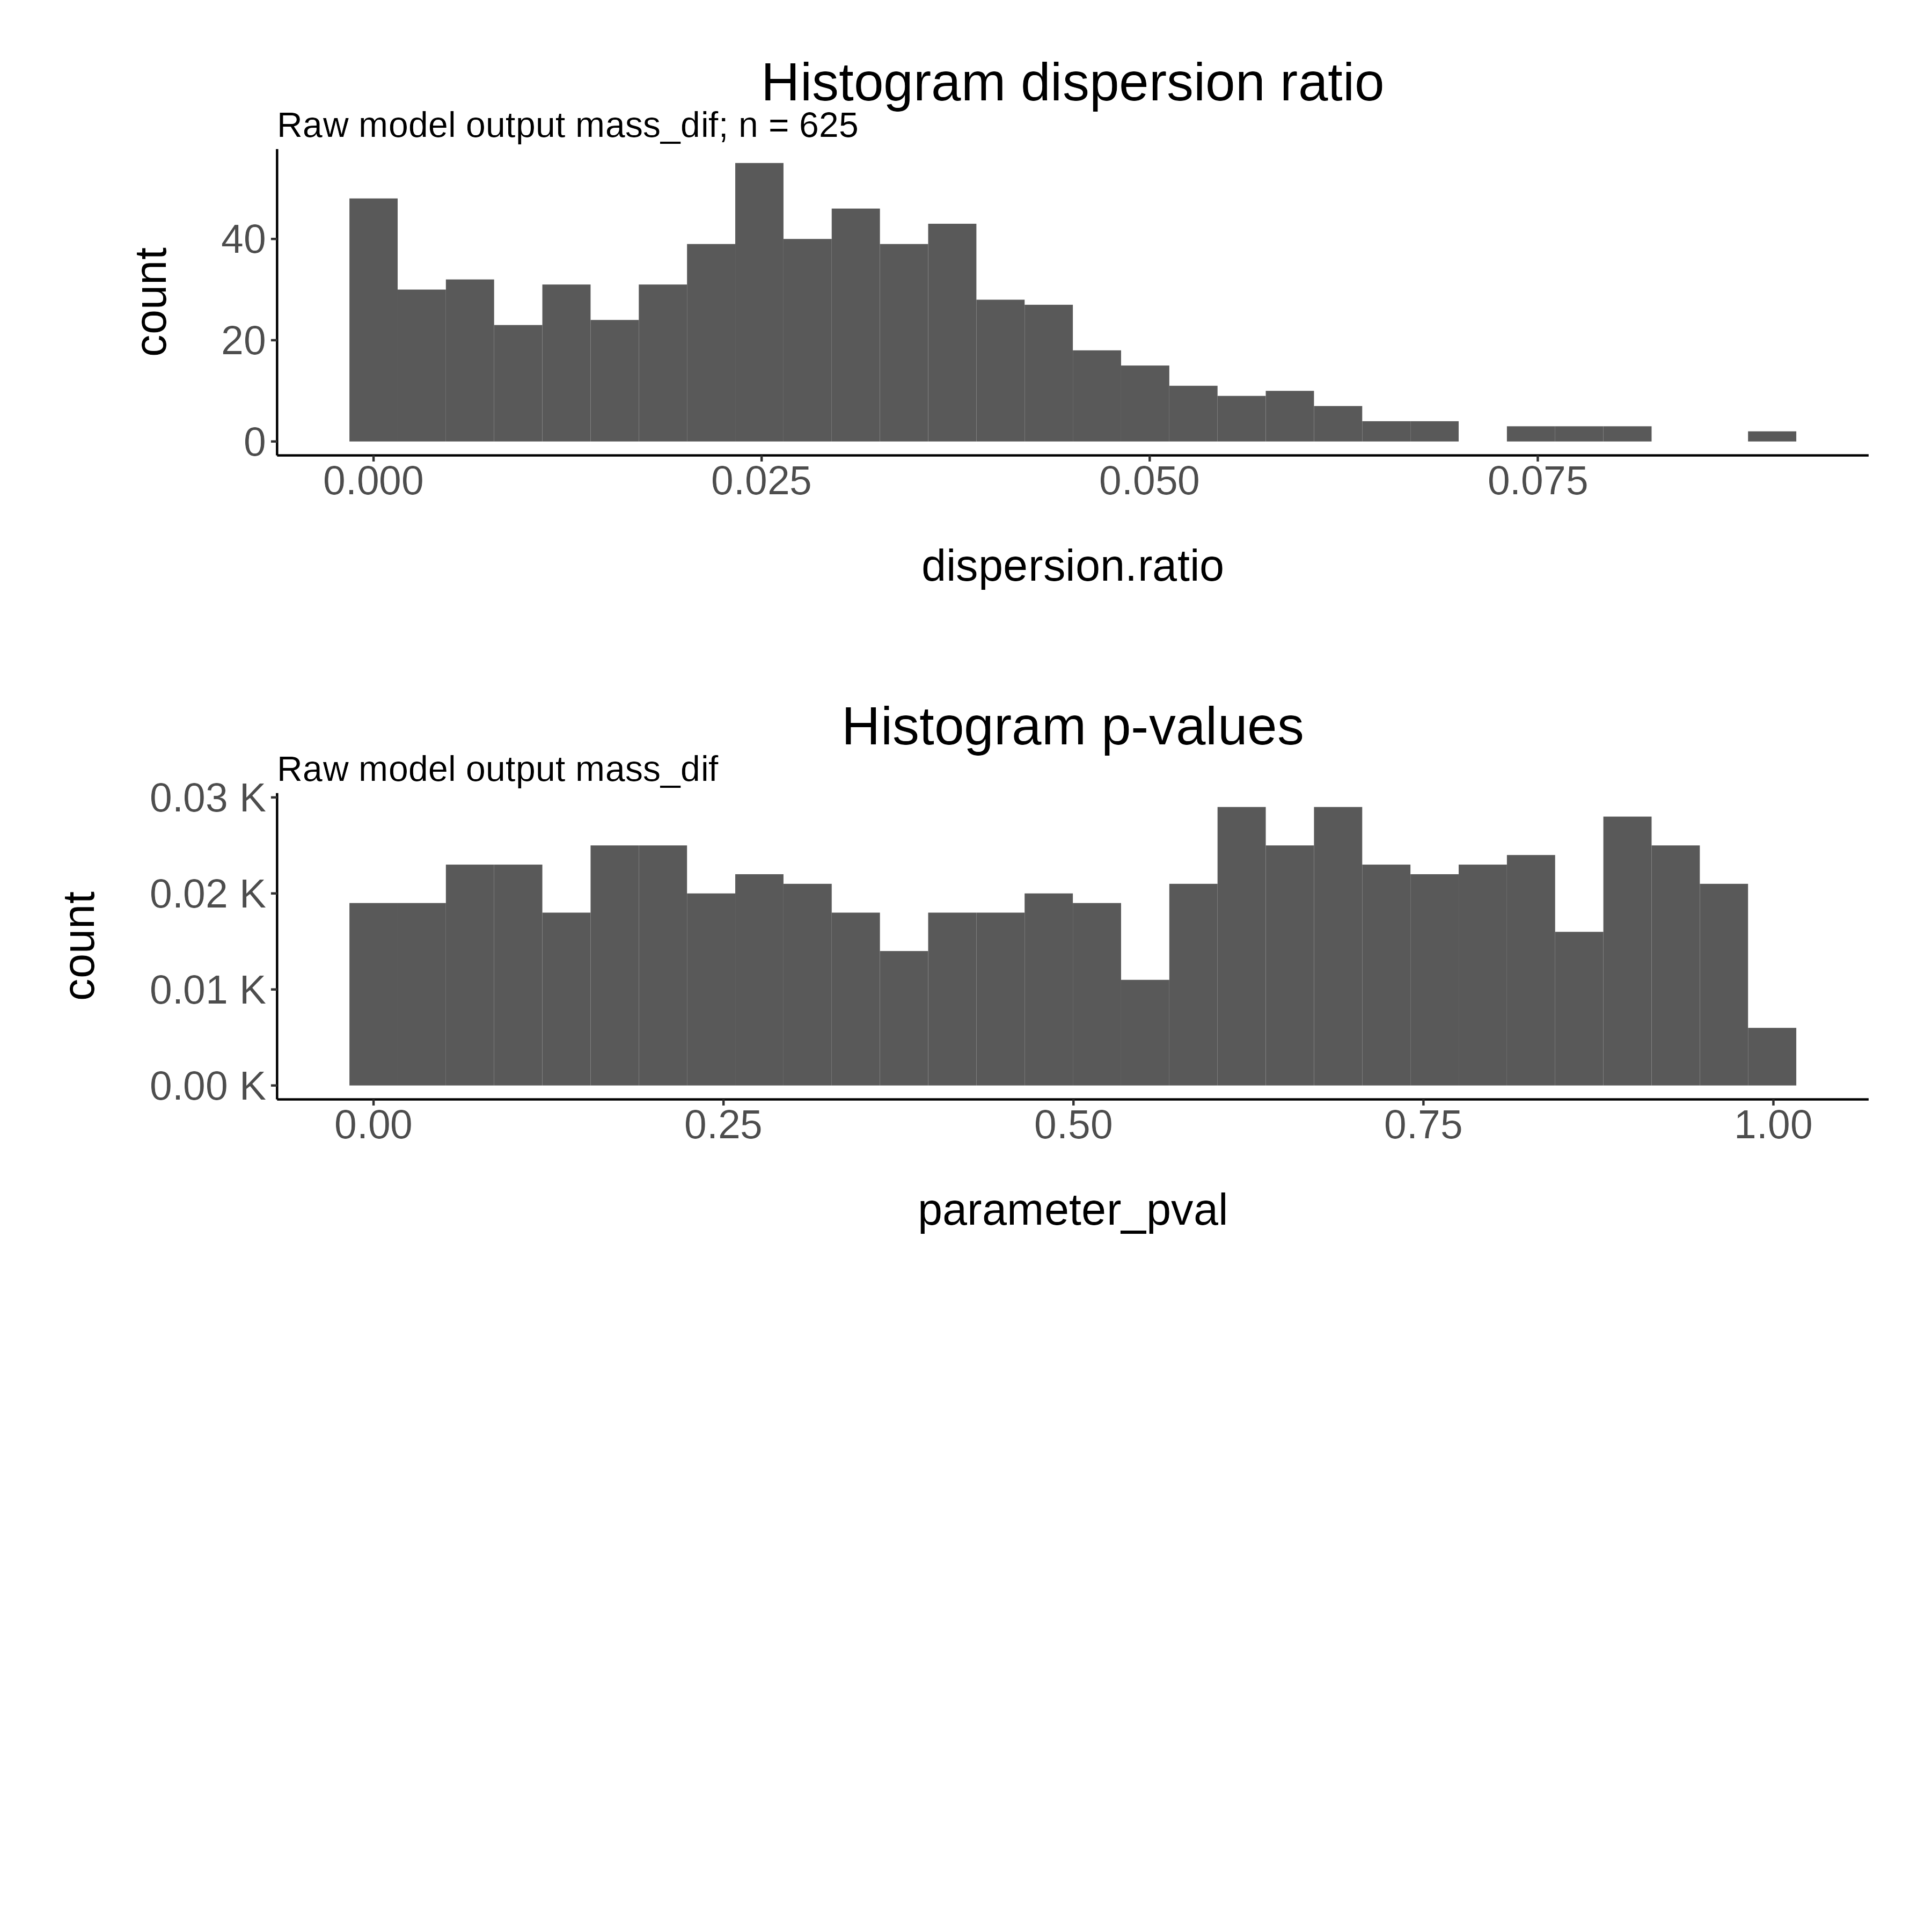 Histogram dispersion ratio
Raw model output mass_dif; n = 625
count
40
20
0
0.000 0.025 0.050 0.075
dispersion.ratio
Histogram p-values
Raw model output mass_dif
count
0.03 K
0.02 K
0.01 K
0.00 K
0.00 0.25 0.50 0.75 1.00
parameter_pval